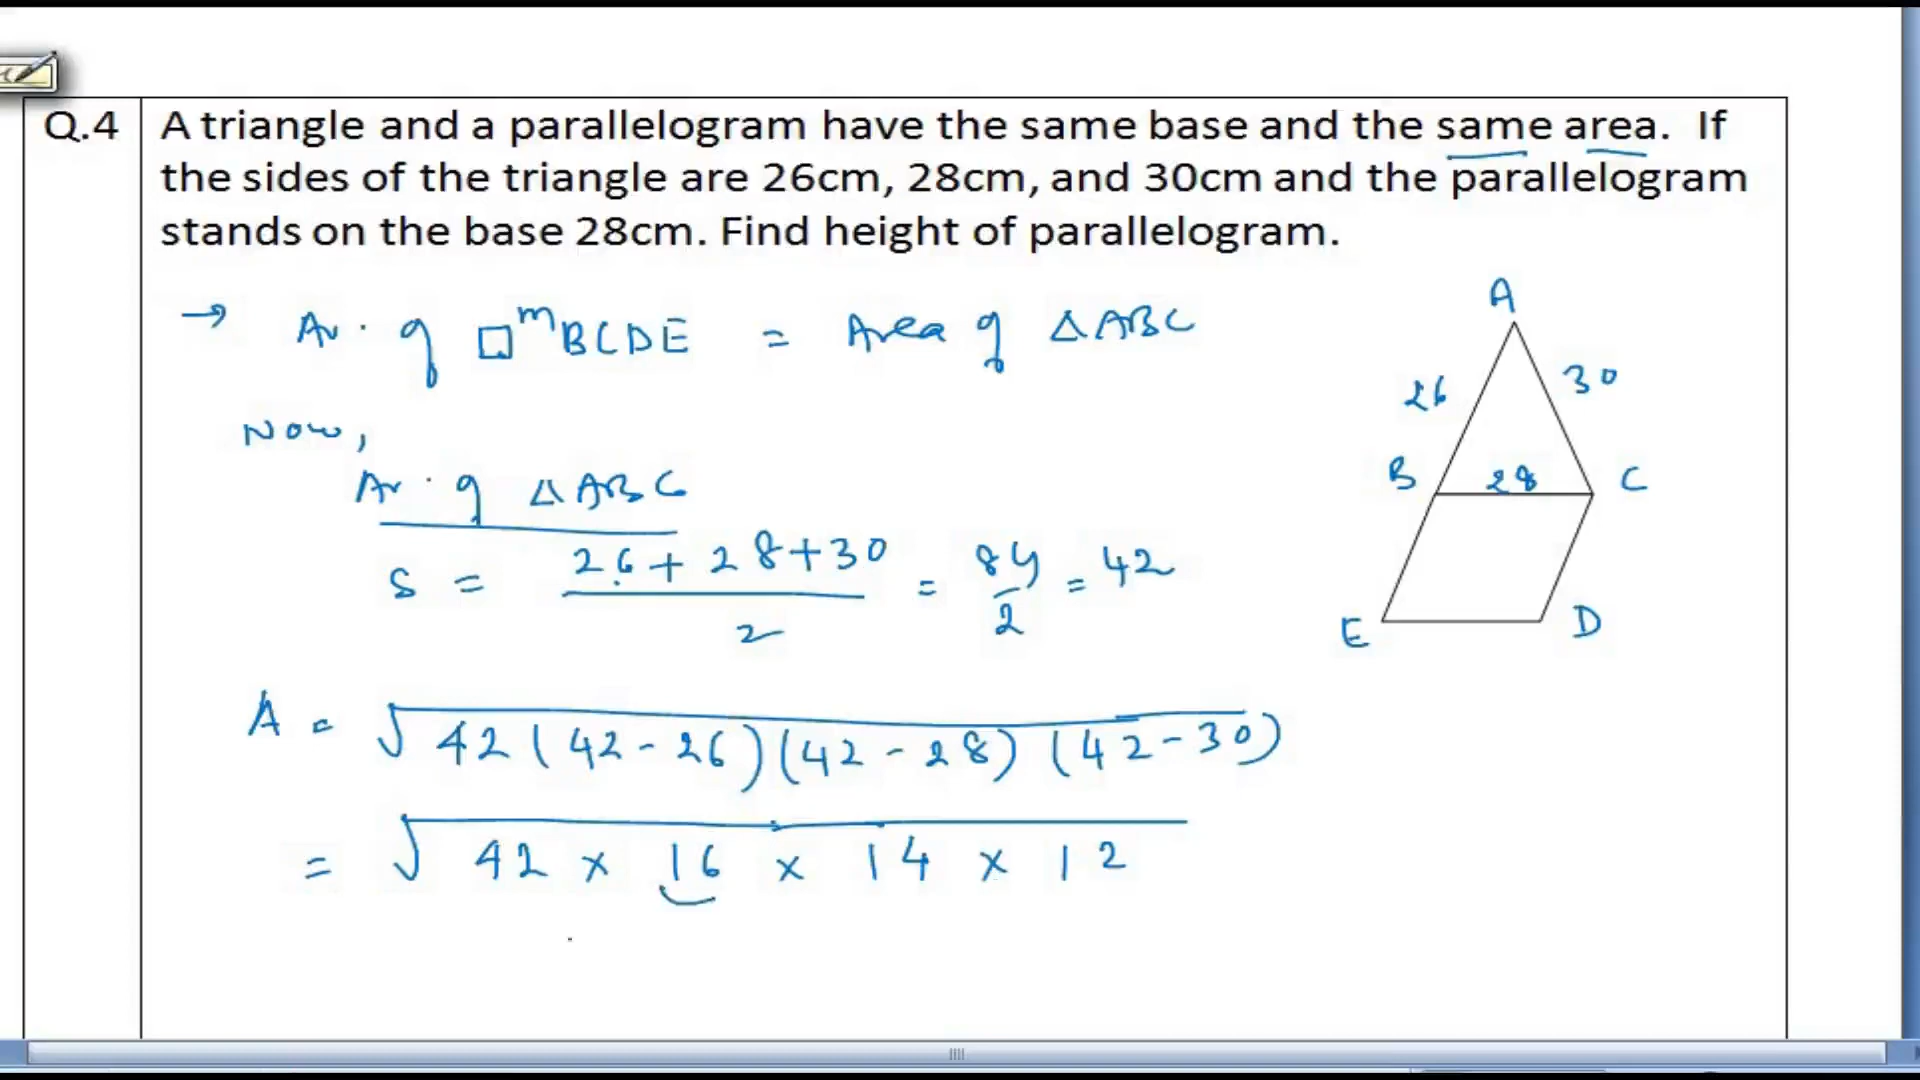 Q.4 A triangle and a parallelogram have the same base and the same area. If
the sides of the triangle are 26cm, 28cm, and 30cm and the parallelogram
stands on the base 28cm. Find height of parallelogram.
→ Ar. of □ᵐ BCDE = Area of △ABC
Now,
Ar. of △ABC
S = (26 + 28 + 30)/2 = 84/2 = 42
A = √42(42-26)(42-28)(42-30)
= √42 × 16 × 14 × 12
A
26 30
B 28 C
E D